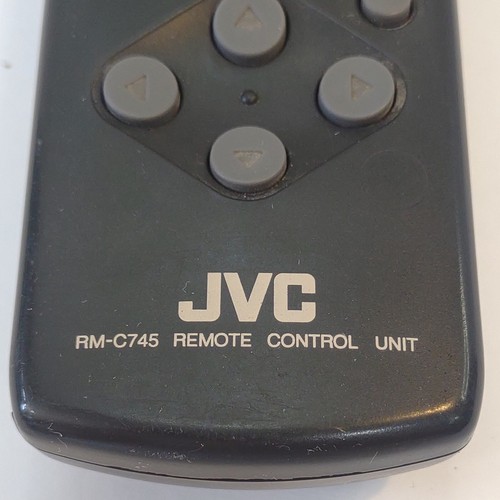 JVC
RM-C745 REMOTE CONTROL UNIT